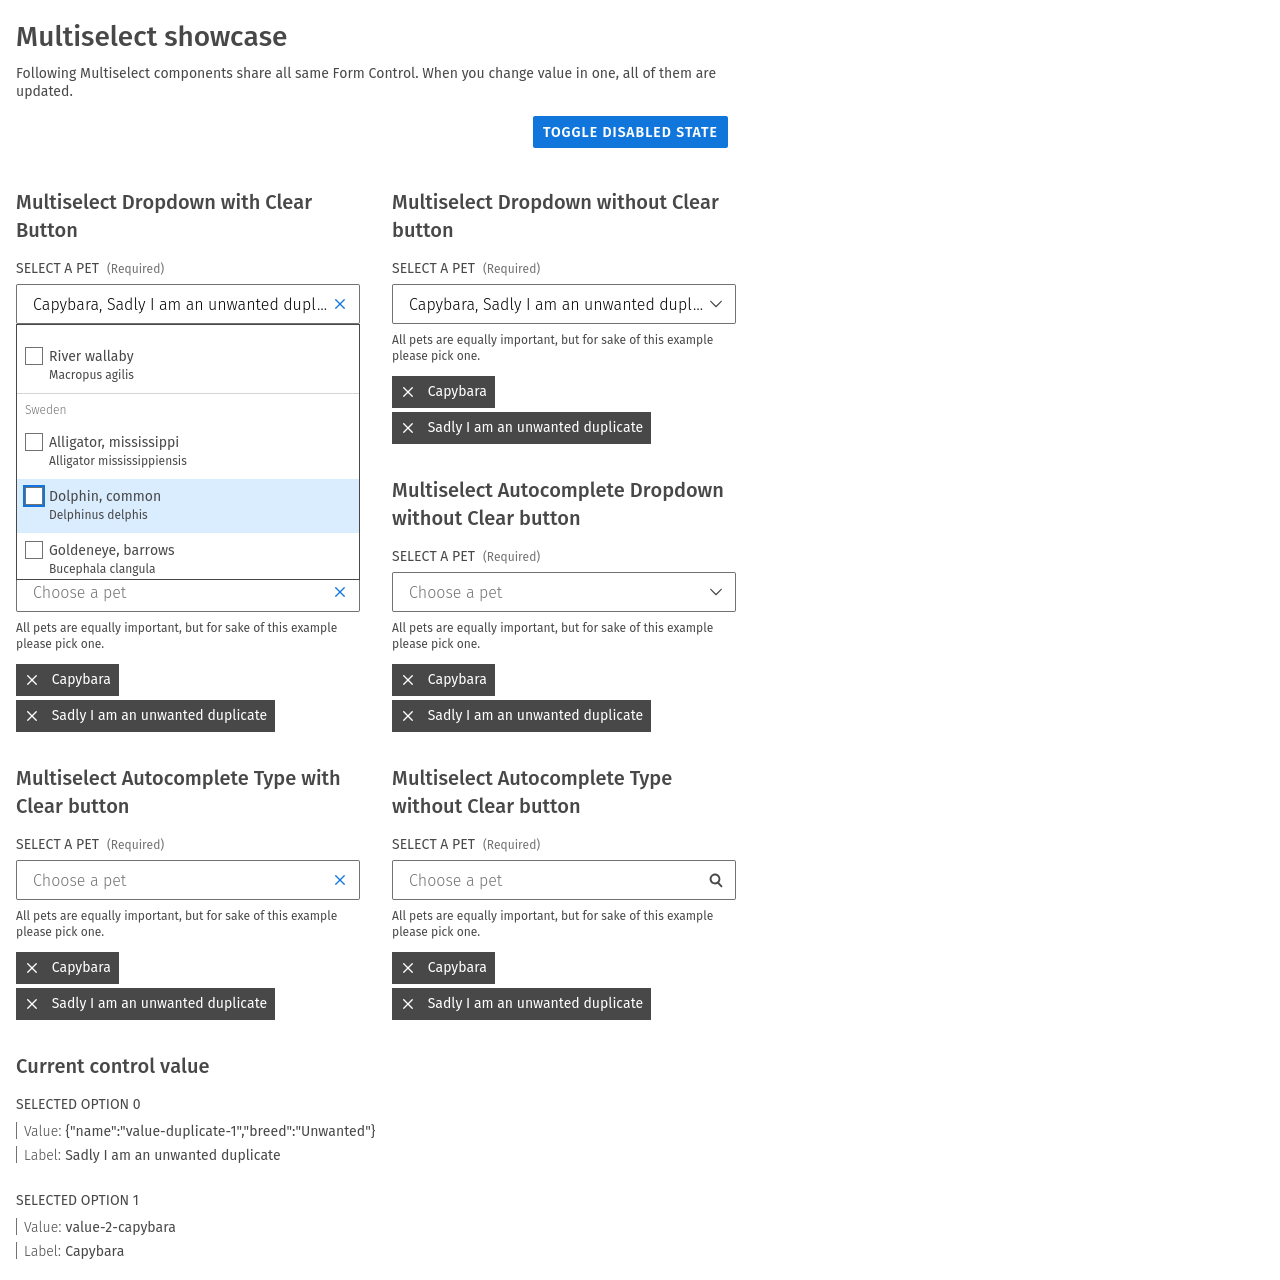 Multiselect showcase
Following Multiselect components share all same Form Control. When you change value in one, all of them are
updated.
TOGGLE DISABLED STATE
Multiselect Dropdown with Clear
Button
SELECT A PET (Required)
Capybara, Sadly I am an unwanted dupl...
River wallaby
Macropus agilis
Sweden
Alligator, mississippi
Alligator mississippiensis
Dolphin, common
Delphinus delphis
Goldeneye, barrows
Bucephala clangula
Choose a pet
All pets are equally important, but for sake of this example
please pick one.
Capybara
Sadly I am an unwanted duplicate
Multiselect Dropdown without Clear
button
SELECT A PET (Required)
Capybara, Sadly I am an unwanted dupl...
All pets are equally important, but for sake of this example
please pick one.
Capybara
Sadly I am an unwanted duplicate
Multiselect Autocomplete Dropdown
without Clear button
SELECT A PET (Required)
Choose a pet
All pets are equally important, but for sake of this example
please pick one.
Capybara
Sadly I am an unwanted duplicate
Multiselect Autocomplete Type with
Clear button
SELECT A PET (Required)
Choose a pet
All pets are equally important, but for sake of this example
please pick one.
Capybara
Sadly I am an unwanted duplicate
Multiselect Autocomplete Type
without Clear button
SELECT A PET (Required)
Choose a pet
All pets are equally important, but for sake of this example
please pick one.
Capybara
Sadly I am an unwanted duplicate
Current control value
SELECTED OPTION 0
Value: {"name":"value-duplicate-1","breed":"Unwanted"}
Label: Sadly I am an unwanted duplicate
SELECTED OPTION 1
Value: value-2-capybara
Label: Capybara